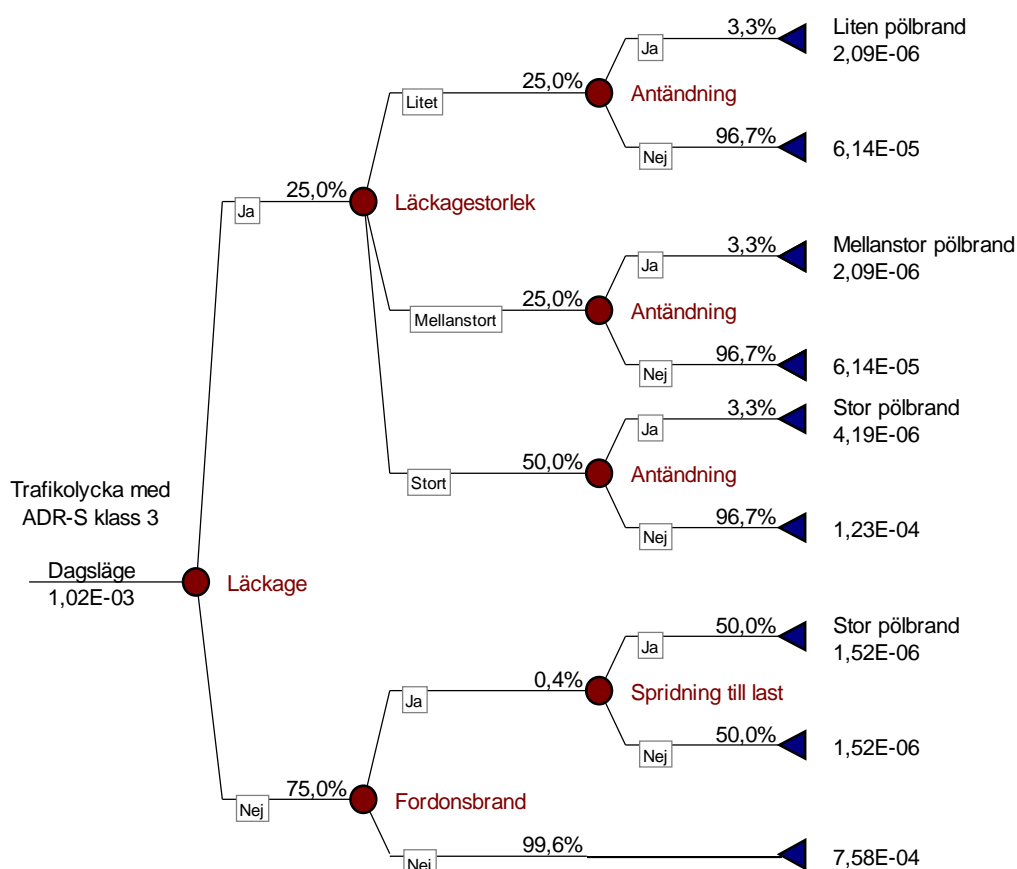 3,3%
Liten pölbrand
Ja
2,09E-06
25,0%
Litet
Antändning
96,7%
Nej
6,14E-05
25,0%
Ja
Läckagestorlek
3,3%
Mellanstor pölbrand
Ja
2,09E-06
25,0%
Mellanstort
Antändning
96,7%
Nej
6,14E-05
3,3%
Stor pölbrand
Ja
4,19E-06
50,0%
Stort
Antändning
96,7%
Nej
1,23E-04
Trafikolycka med
ADR-S klass 3
Dagsläge
1,02E-03
Läckage
50,0%
Stor pölbrand
Ja
1,52E-06
0,4%
Ja
Spridning till last
50,0%
Nej
1,52E-06
75,0%
Nej
Fordonsbrand
99,6%
Nej
7,58E-04